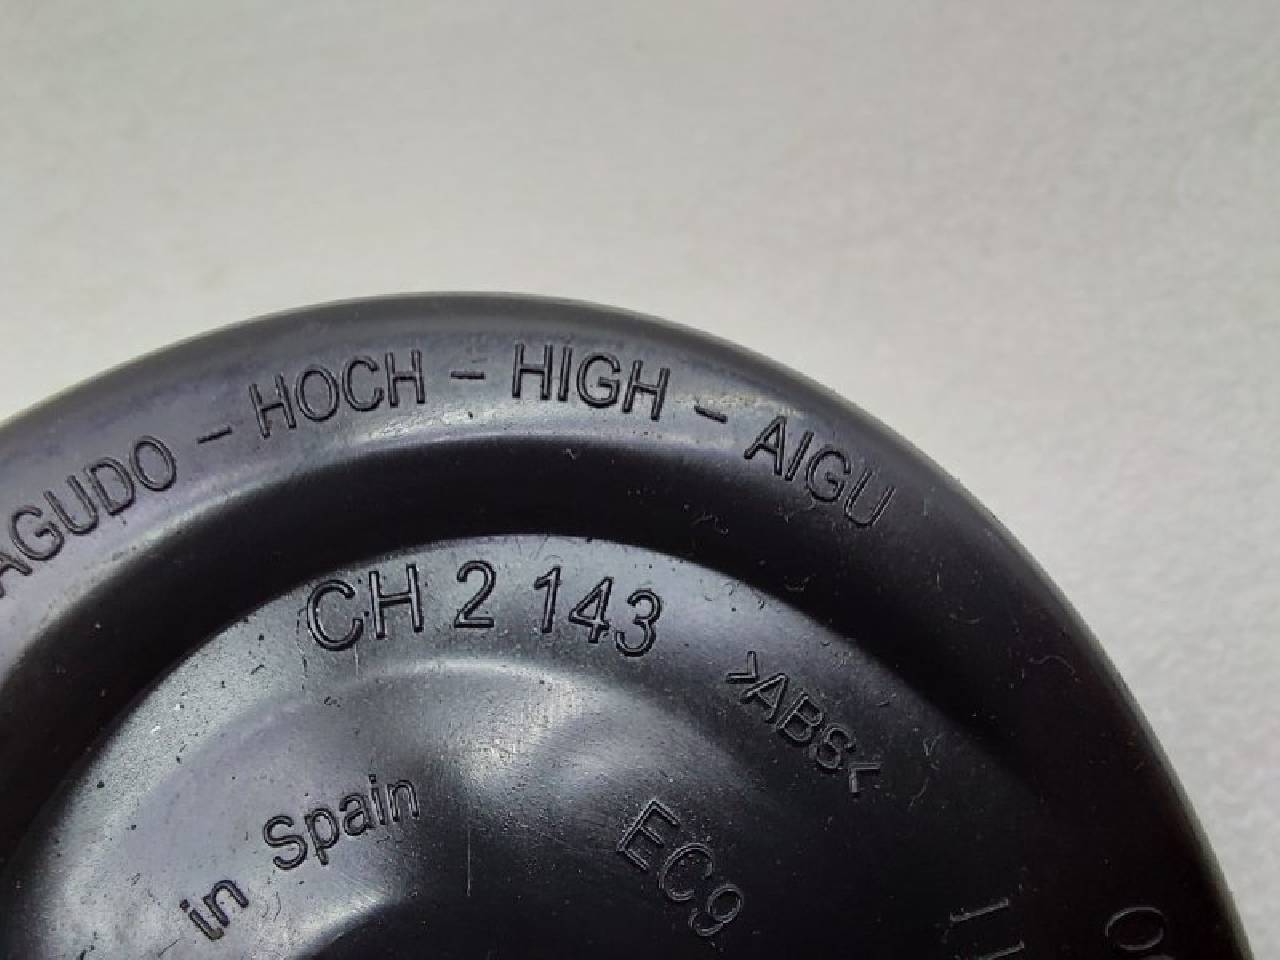 AGUDO – HOCH – HIGH – AIGU
CH 2 143
>ABS<
in Spain
EC9